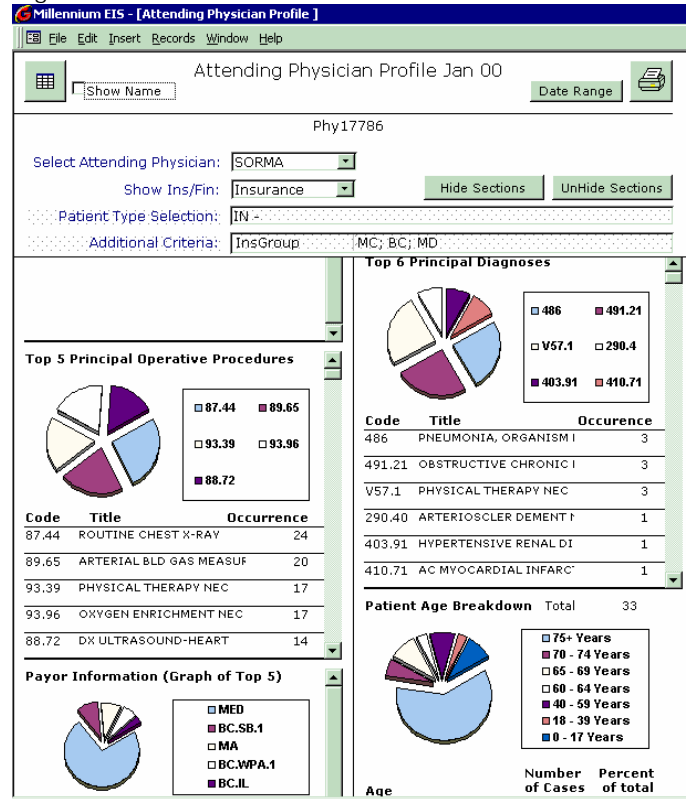 Millennium EIS - [Attending Physician Profile ]
File Edit Insert Records Window Help
Attending Physician Profile Jan 00
Show Name
Date Range
Phy17786
Select Attending Physician: SORMA
Show Ins/Fin: Insurance
Hide Sections UnHide Sections
Patient Type Selection: IN -
Additional Criteria: InsGroup MC; BC; MD
Top 5 Principal Operative Procedures
87.44 89.65
93.39 93.96
88.72
Code Title Occurrence
87.44 ROUTINE CHEST X-RAY 24
89.65 ARTERIAL BLD GAS MEASUF 20
93.39 PHYSICAL THERAPY NEC 17
93.96 OXYGEN ENRICHMENT NEC 17
88.72 DX ULTRASOUND-HEART 14
Payor Information (Graph of Top 5)
MED
BC.SB.1
MA
BC.WPA.1
BC.IL
Top 6 Principal Diagnoses
486 491.21
V57.1 290.4
403.91 410.71
Code Title Occurence
486 PNEUMONIA, ORGANISM 3
491.21 OBSTRUCTIVE CHRONIC 3
V57.1 PHYSICAL THERAPY NEC 3
290.40 ARTERIOSCLER DEMENT 1
403.91 HYPERTENSIVE RENAL DI 1
410.71 AC MYOCARDIAL INFARC 1
Patient Age Breakdown Total 33
75+ Years
70 - 74 Years
65 - 69 Years
60 - 64 Years
40 - 59 Years
18 - 39 Years
0 - 17 Years
Age Number of Cases Percent of total